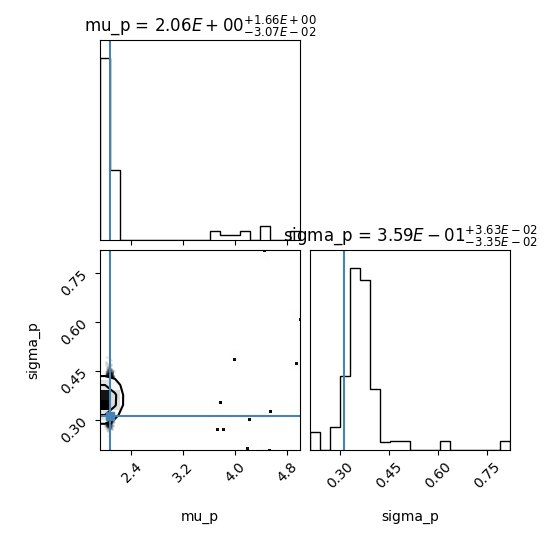 mu_p = 2.06E + 00^{+1.66E+00}_{-3.07E-02}
sigma_p = 3.59E - 01^{+3.63E-02}_{-3.35E-02}
sigma_p
0.75
0.60
0.45
0.30
2.4 3.2 4.0 4.8
0.30 0.45 0.60 0.75
mu_p
sigma_p